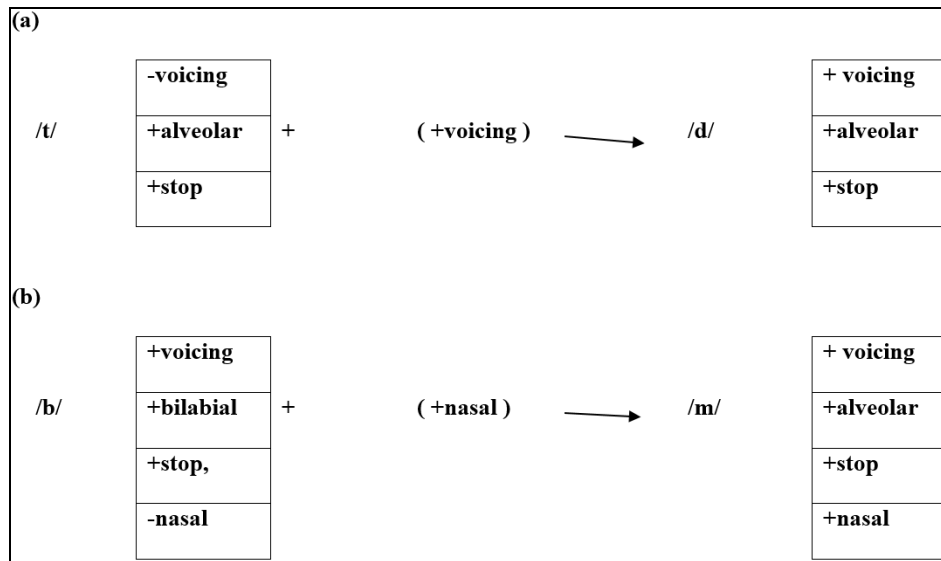 (a)
-voicing + voicing
/t/ +alveolar + ( +voicing ) /d/ +alveolar
+stop +stop
(b)
+voicing + voicing
/b/ +bilabial + ( +nasal ) /m/ +alveolar
+stop, +stop
-nasal +nasal